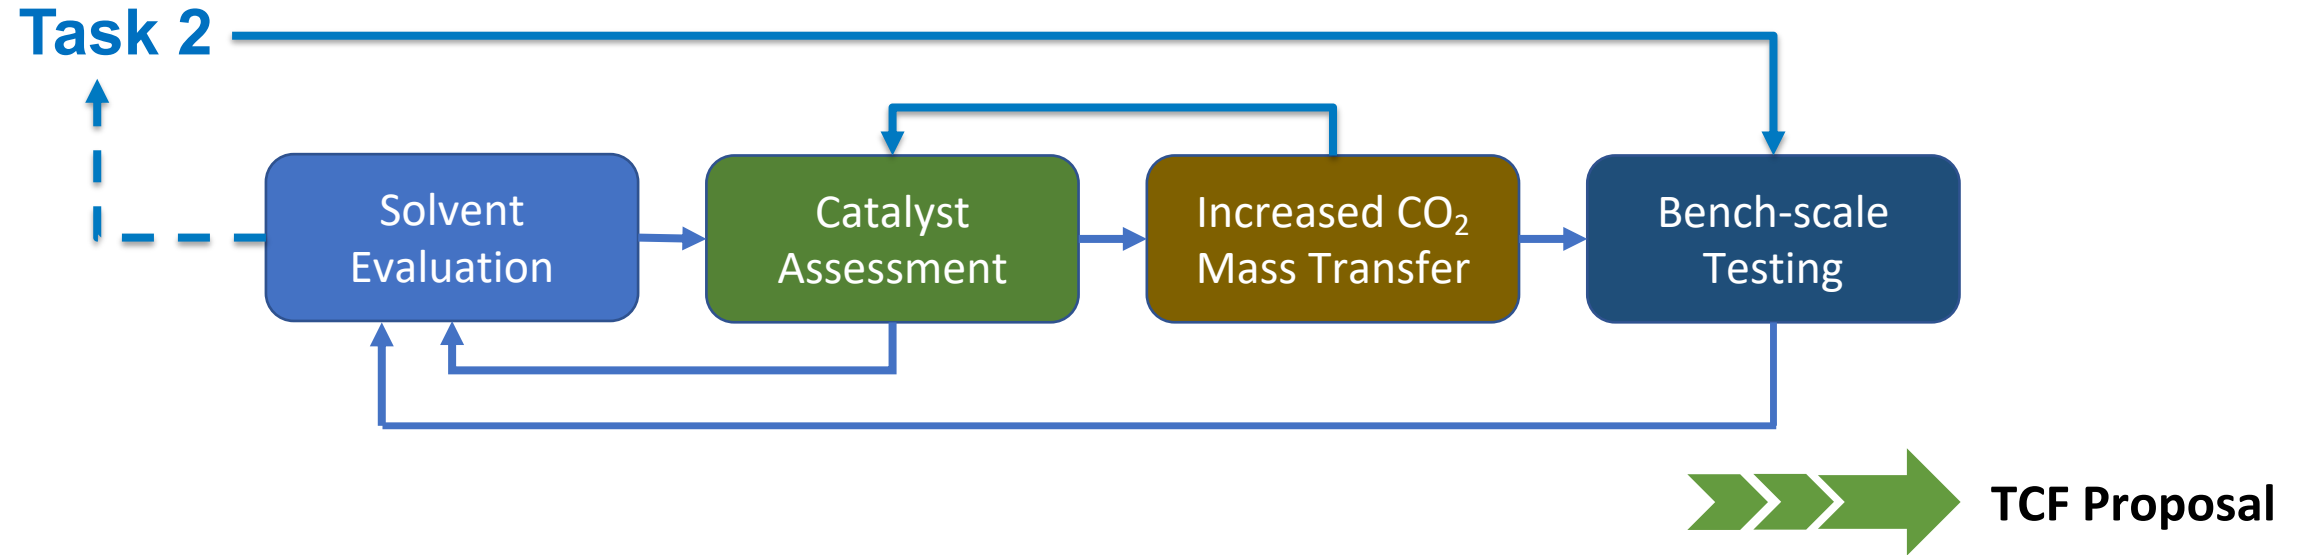 Task 2
Solvent
Evaluation
Catalyst
Assessment
Increased CO₂
Mass Transfer
Bench-scale
Testing
TCF Proposal